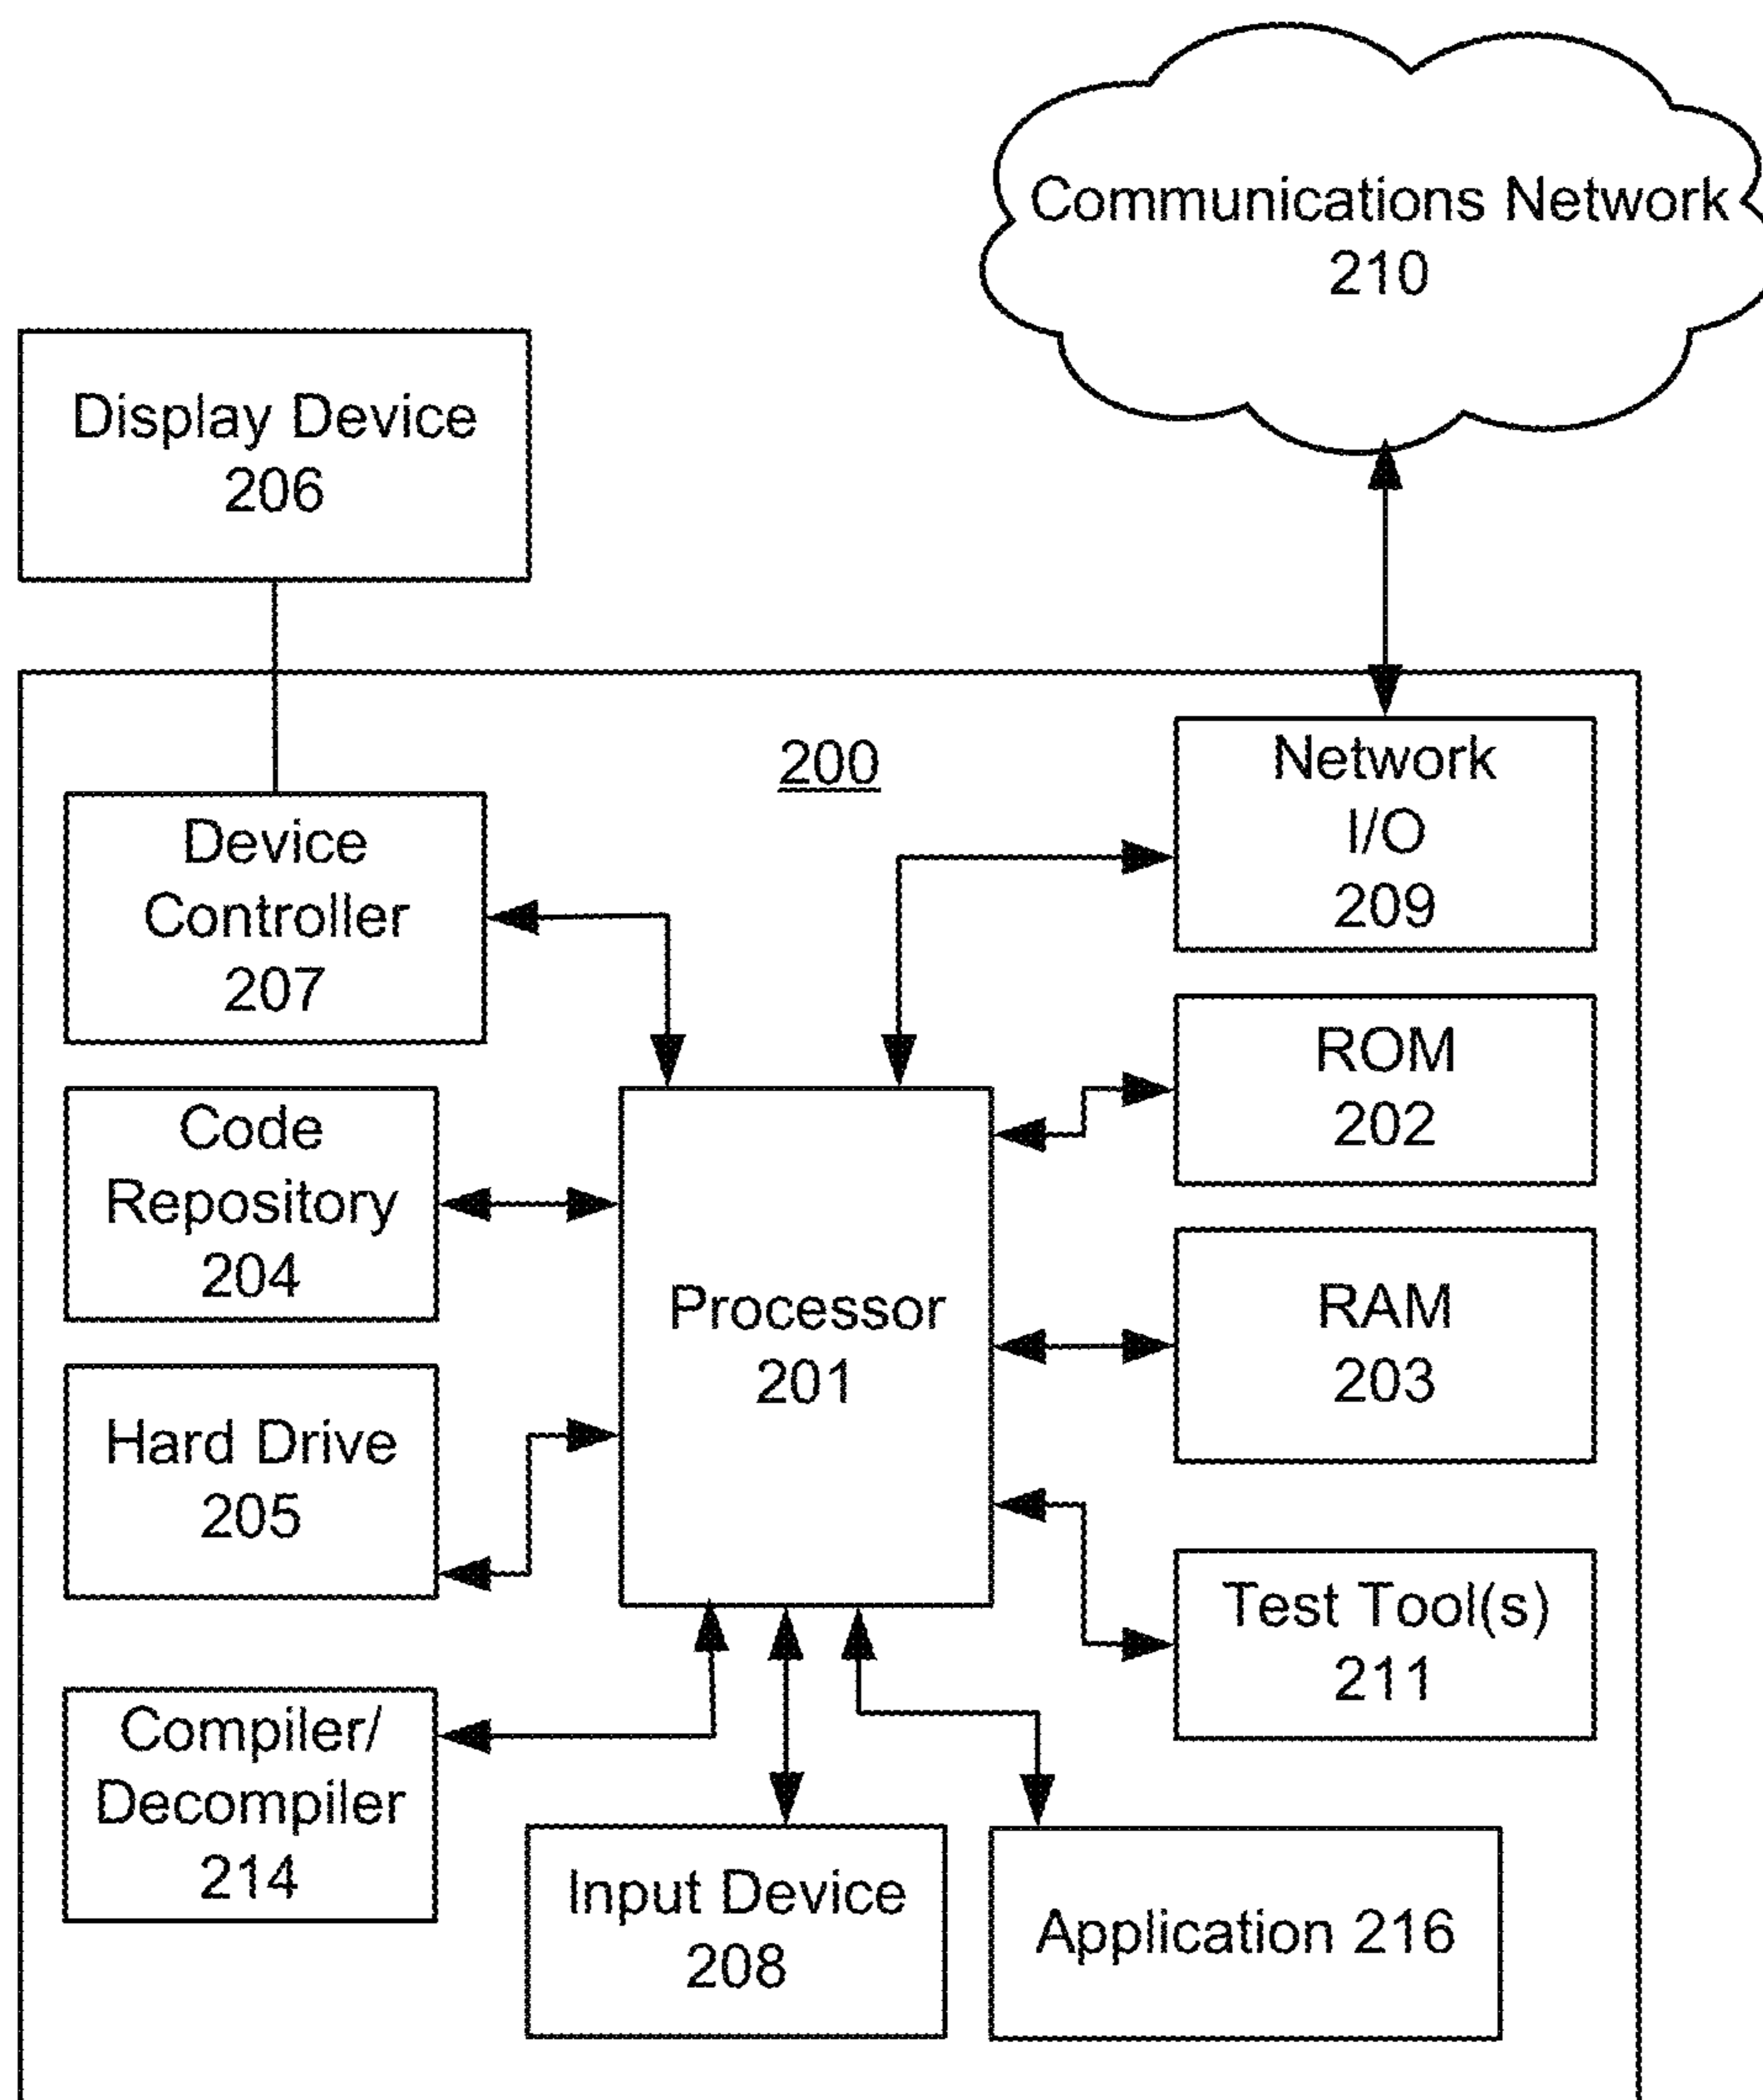 Communications Network
210
Display Device
206
200
Network
I/O
209
Device
Controller
207
ROM
202
Code
Repository
204
Processor
201
RAM
203
Hard Drive
205
Test Tool(s)
211
Compiler/
Decompiler
214
Input Device
208
Application 216